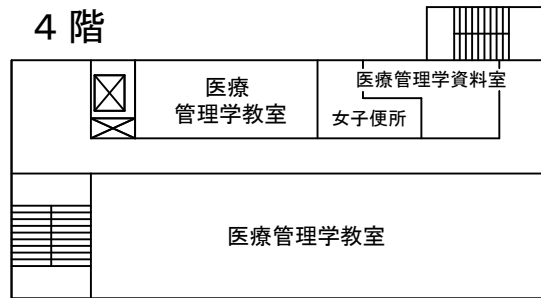 ４階
医療
管理学教室
医療管理学資料室
女子便所
医療管理学教室